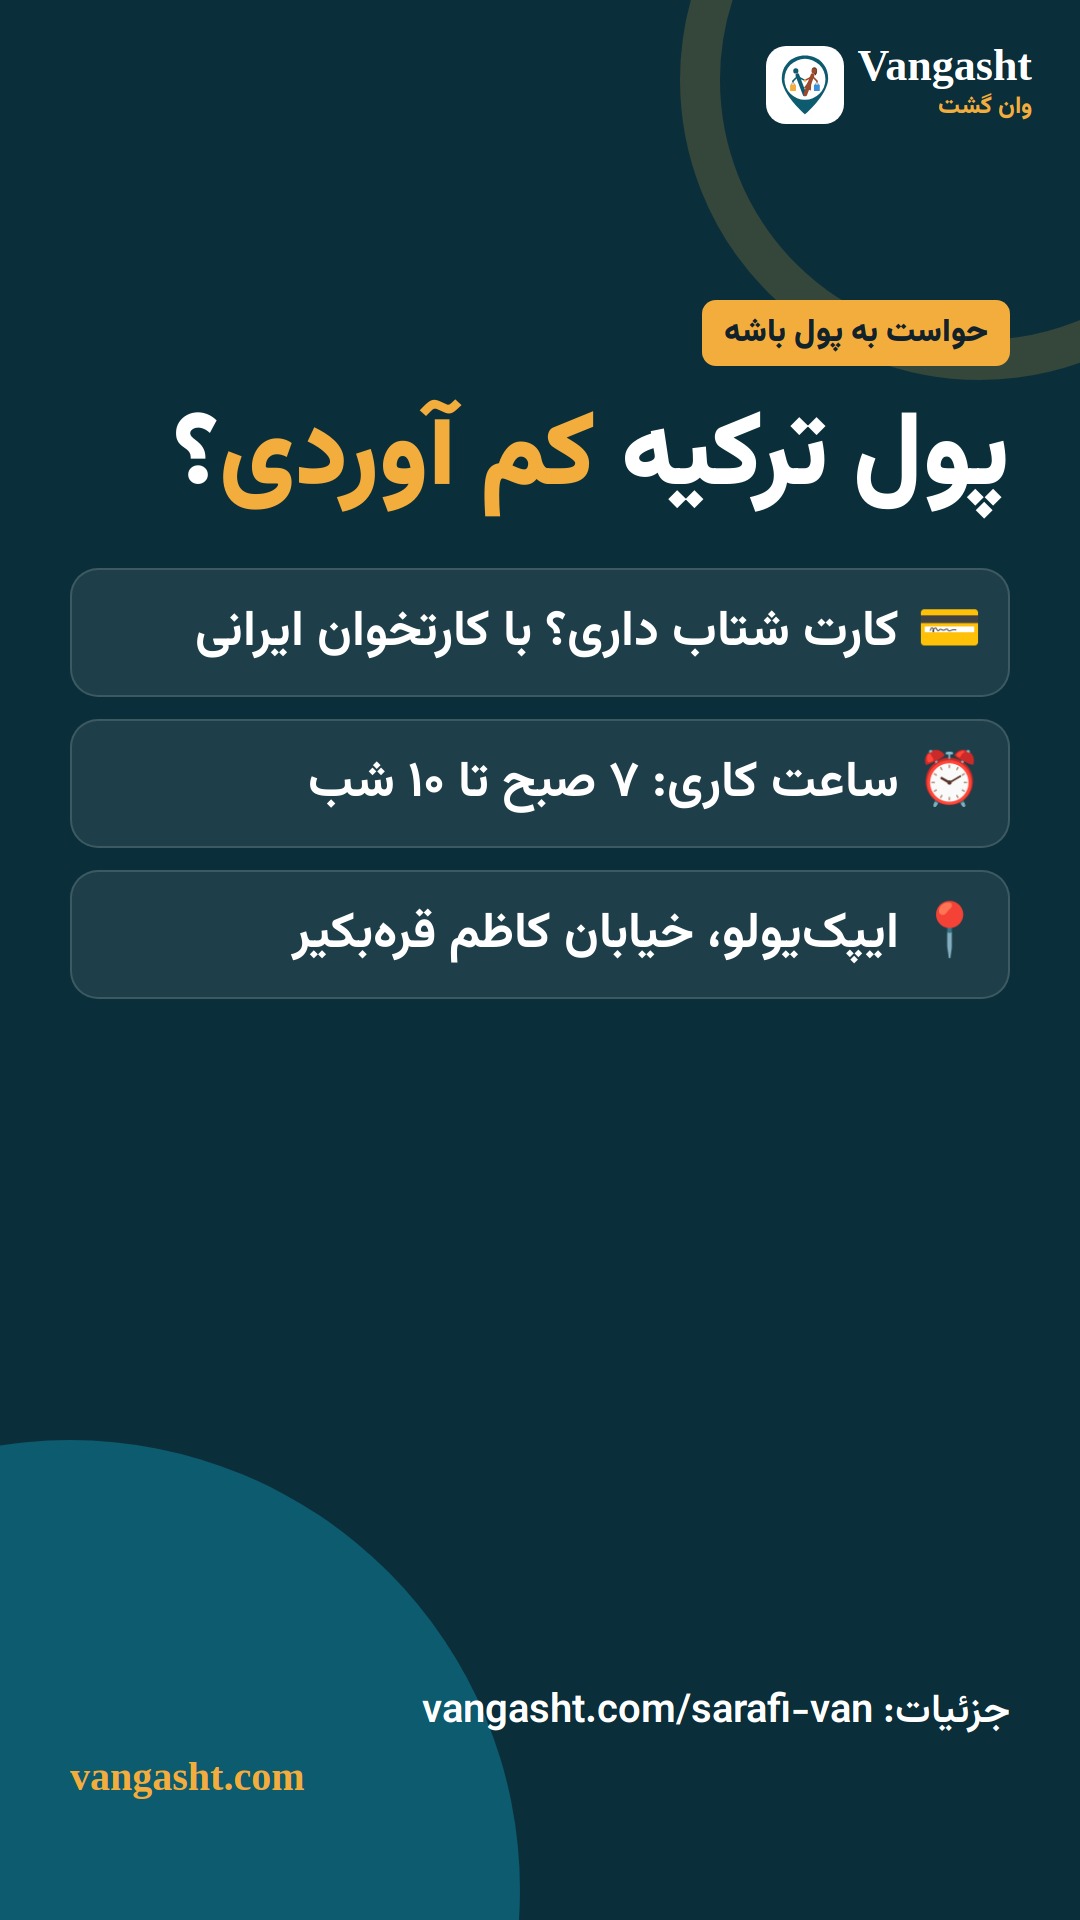 Vangasht
وان گشت
حواست به پول باشه
پول ترکیه کم آوردی؟
کارت شتاب داری؟ با کارتخوان ایرانی
ساعت کاری: ۷ صبح تا ۱۰ شب
ایپک‌یولو، خیابان کاظم قره‌بکیر
جزئیات: vangasht.com/sarafi-van
vangasht.com